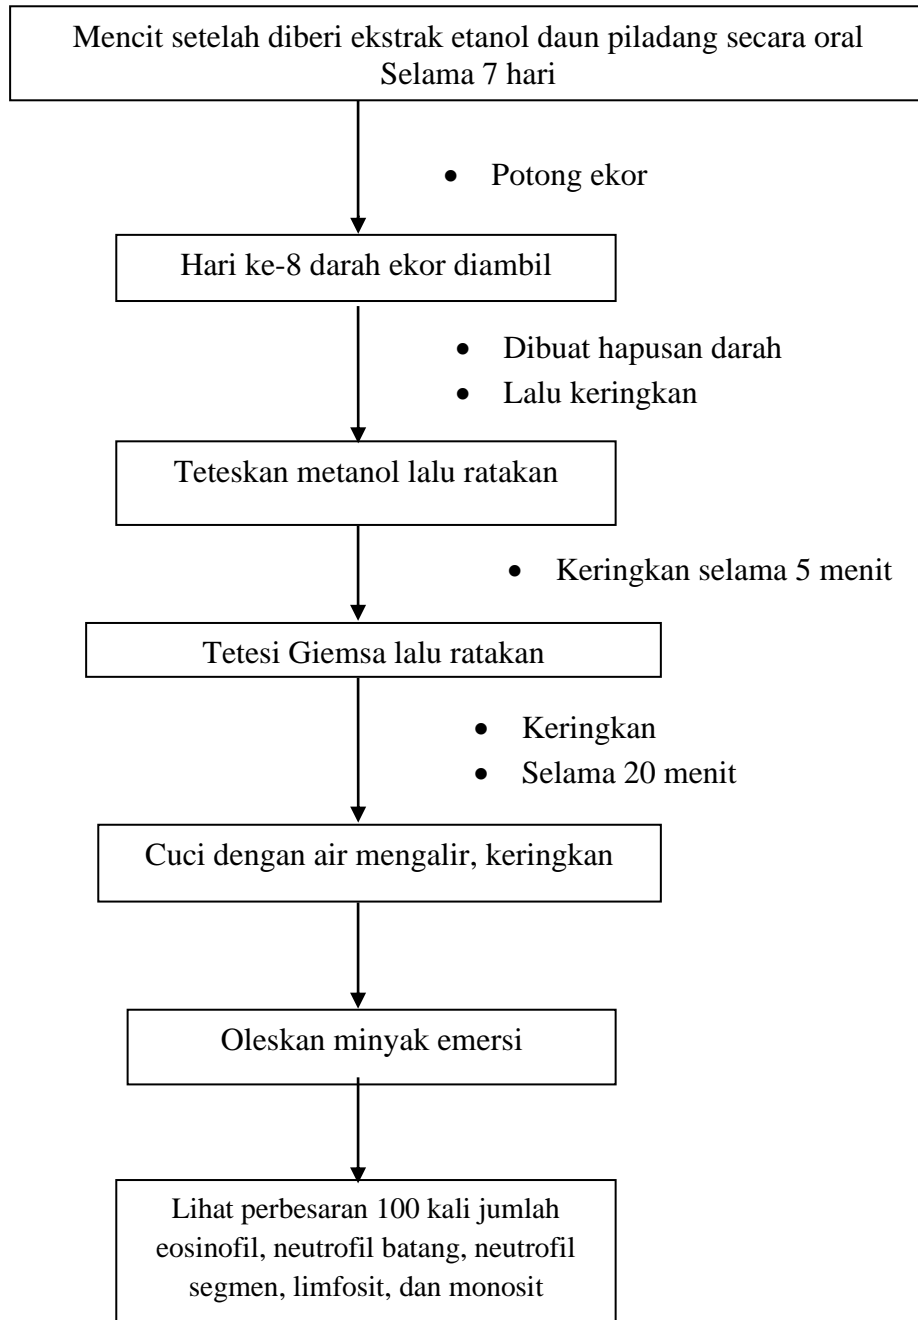 Mencit setelah diberi ekstrak etanol daun piladang secara oral
Selama 7 hari
• Potong ekor
Hari ke-8 darah ekor diambil
• Dibuat hapusan darah
• Lalu keringkan
Teteskan metanol lalu ratakan
• Keringkan selama 5 menit
Tetesi Giemsa lalu ratakan
• Keringkan
• Selama 20 menit
Cuci dengan air mengalir, keringkan
Oleskan minyak emersi
Lihat perbesaran 100 kali jumlah
eosinofil, neutrofil batang, neutrofil
segmen, limfosit, dan monosit